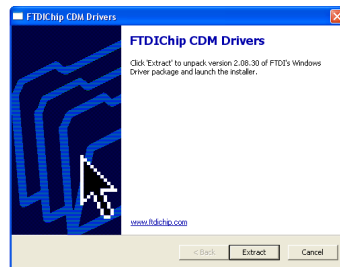 FTDIChip CDM Drivers
FTDIChip CDM Drivers
Click 'Extract' to unpack version 2.08.30 of FTDI's Windows
Driver package and launch the installer.
www.ftdichip.com
< Back Extract Cancel